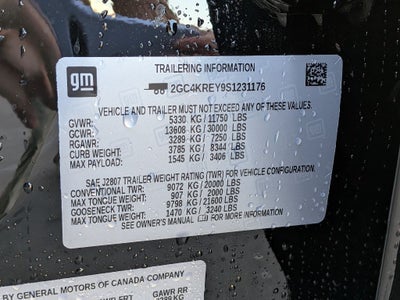 gm
TRAILERING INFORMATION
2GC4KREY9S1231176
VEHICLE AND TRAILER MUST NOT EXCEED ANY OF THESE VALUES
GVWR: 5330 KG / 11750 LBS
GCWR: 13608 KG / 30000 LBS
RGAWR: 3289 KG / 7250 LBS
CURB WEIGHT: 3785 KG / 8344 LBS
MAX PAYLOAD: 1545 KG / 3406 LBS
SAE J2807 TRAILER WEIGHT RATING (TWR) FOR VEHICLE CONFIGURATION.
CONVENTIONAL TWR: 9072 KG / 20000 LBS
MAX TONGUE WEIGHT: 907 KG / 2000 LBS
GOOSENECK TWR: 9798 KG / 21600 LBS
MAX TONGUE WEIGHT: 1470 KG / 3240 LBS
SEE OWNER'S MANUAL FOR MORE INFORMATION
BY GENERAL MOTORS OF CANADA COMPANY
GAWR RR